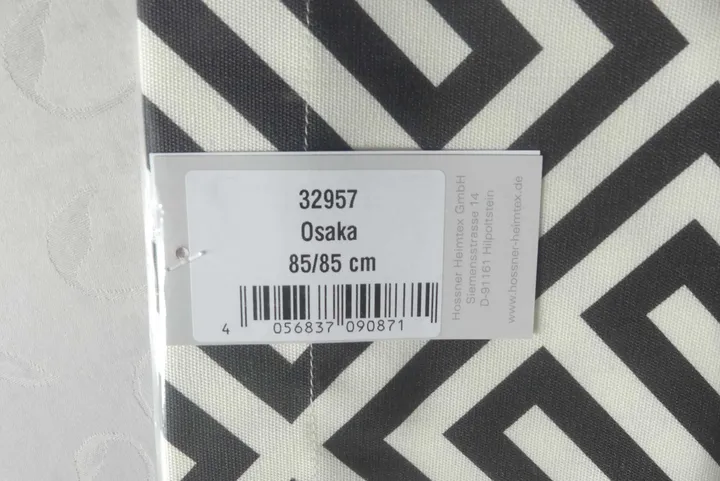 32957
Osaka
85/85 cm
4 056837 090871
Hossner Heimtex GmbH
Siemensstrasse 14
D-91161 Hilpoltstein
www.hossner-heimtex.de